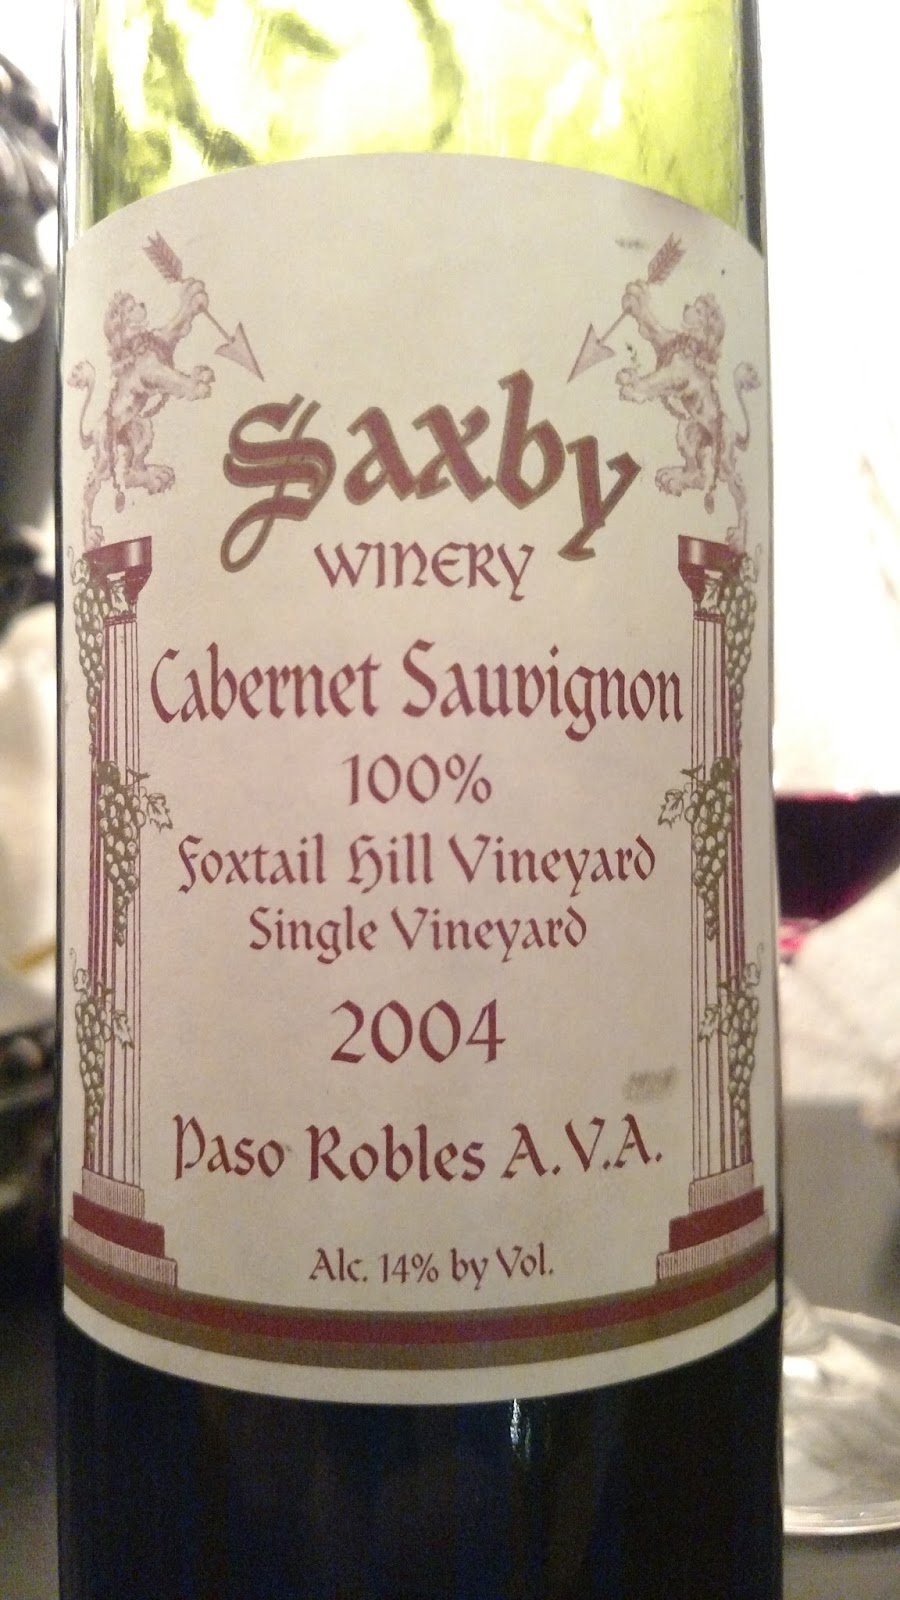 Saxby
WINERY
Cabernet Sauvignon
100%
Foxtail Hill Vineyard
Single Vineyard
2004
Paso Robles A.V.A.
Alc. 14% by Vol.